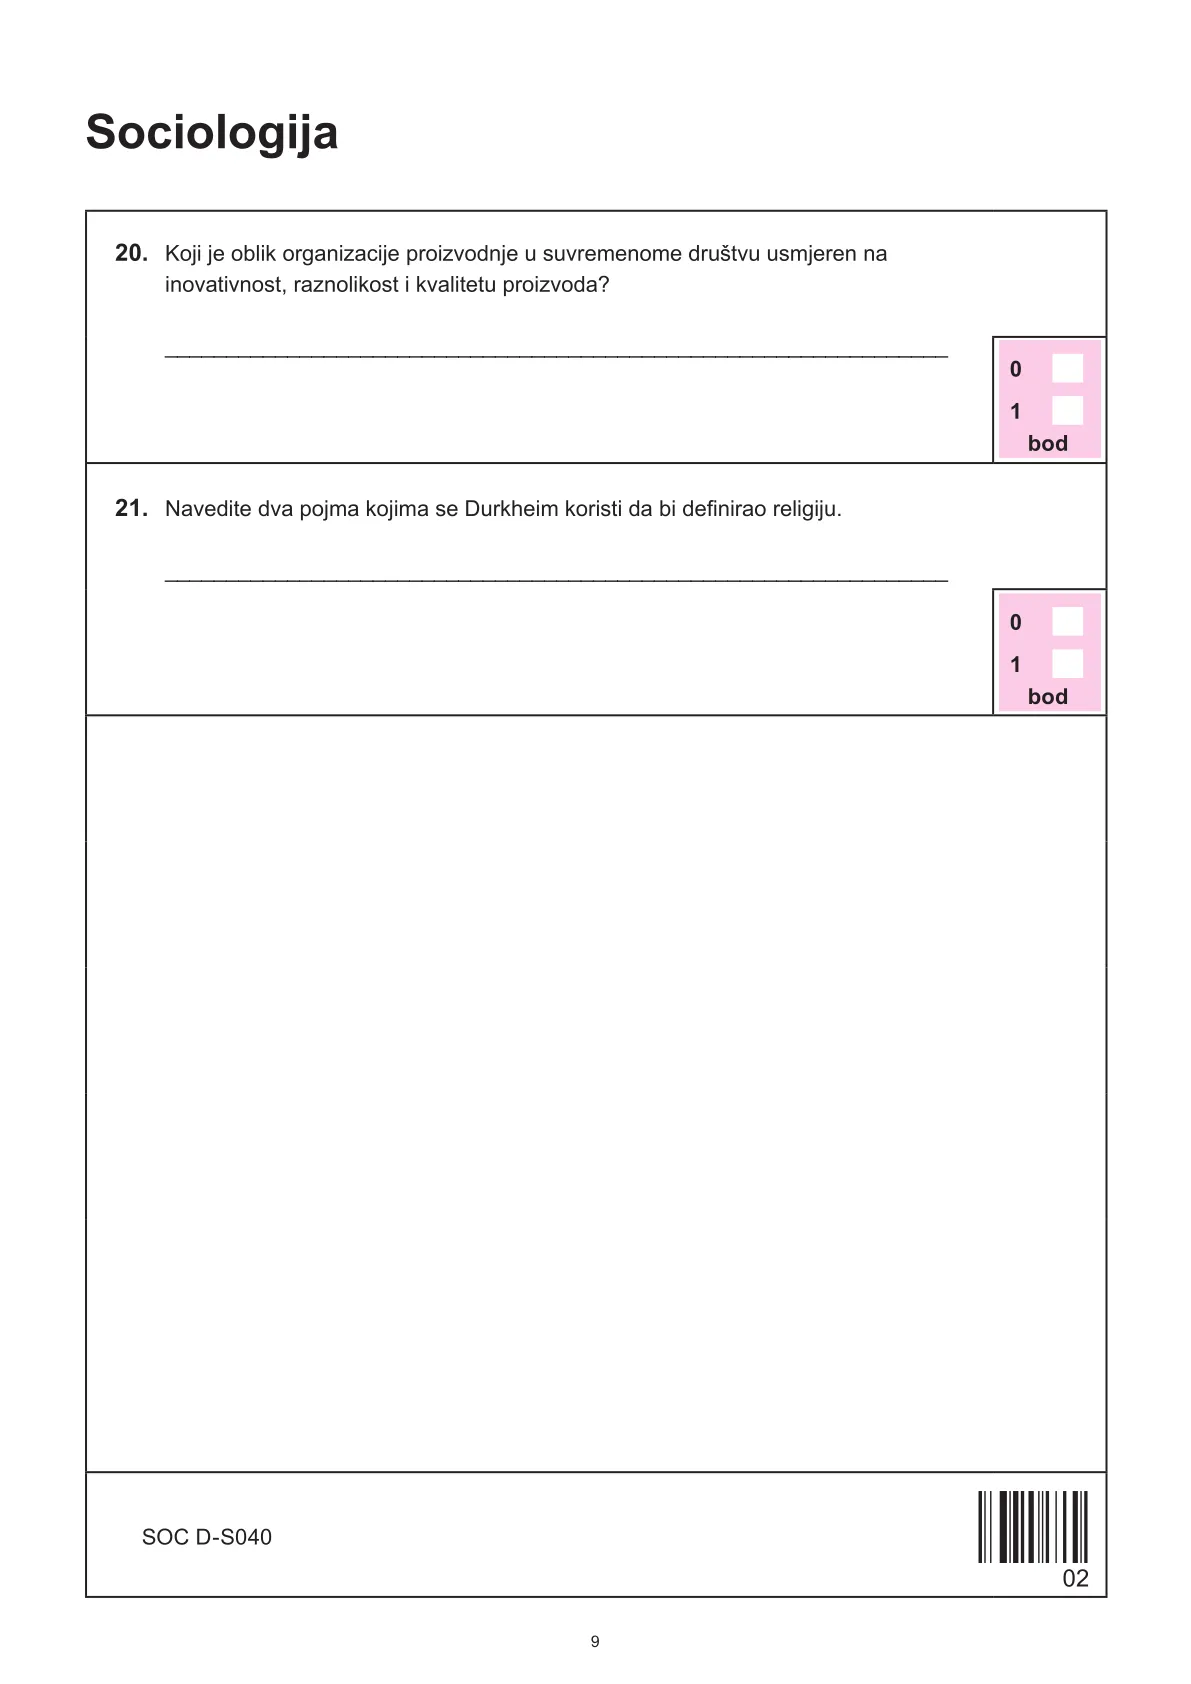 Sociologija
20. Koji je oblik organizacije proizvodnje u suvremenome društvu usmjeren na
inovativnost, raznolikost i kvalitetu proizvoda?
0
1
bod
21. Navedite dva pojma kojima se Durkheim koristi da bi definirao religiju.
0
1
bod
SOC D-S040
02
9